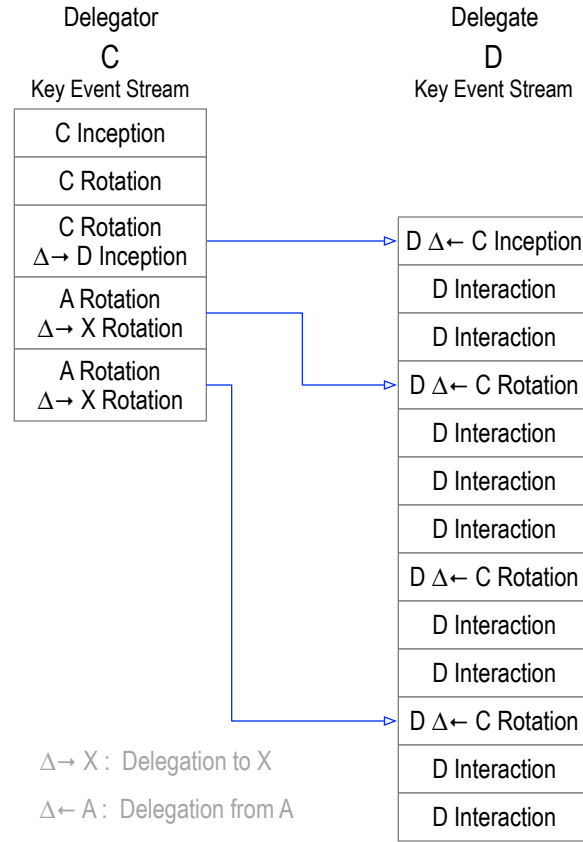 Delegator
C
Key Event Stream
C Inception
C Rotation
C Rotation
Δ→ D Inception
A Rotation
Δ→ X Rotation
A Rotation
Δ→ X Rotation
Delegate
D
Key Event Stream
D Δ← C Inception
D Interaction
D Interaction
D Δ← C Rotation
D Interaction
D Interaction
D Interaction
D Δ← C Rotation
D Interaction
D Interaction
D Δ← C Rotation
D Interaction
D Interaction
Δ→ X : Delegation to X
Δ← A : Delegation from A